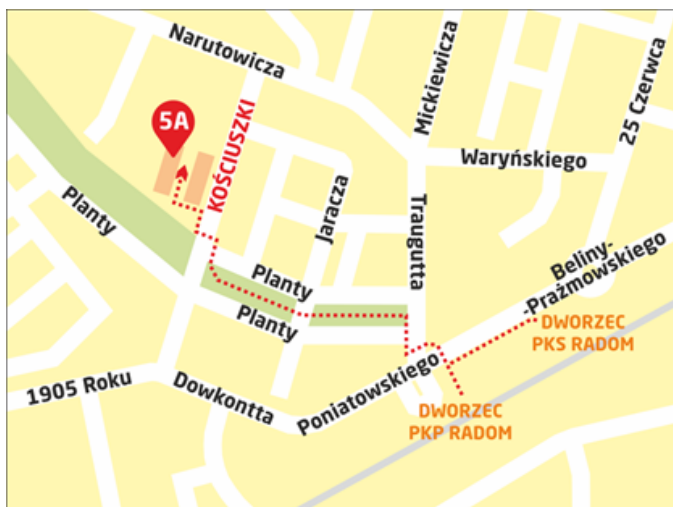 Narutowicza
Mickiewicza
25 Czerwca
5A
KOŚCIUSZKI
Waryńskiego
Planty
Jaracza
Traugutta
Planty
Beliny-
-Prażmowskiego
Planty
DWORZEC
PKS RADOM
1905 Roku
Dowkontta
Poniatowskiego
DWORZEC
PKP RADOM